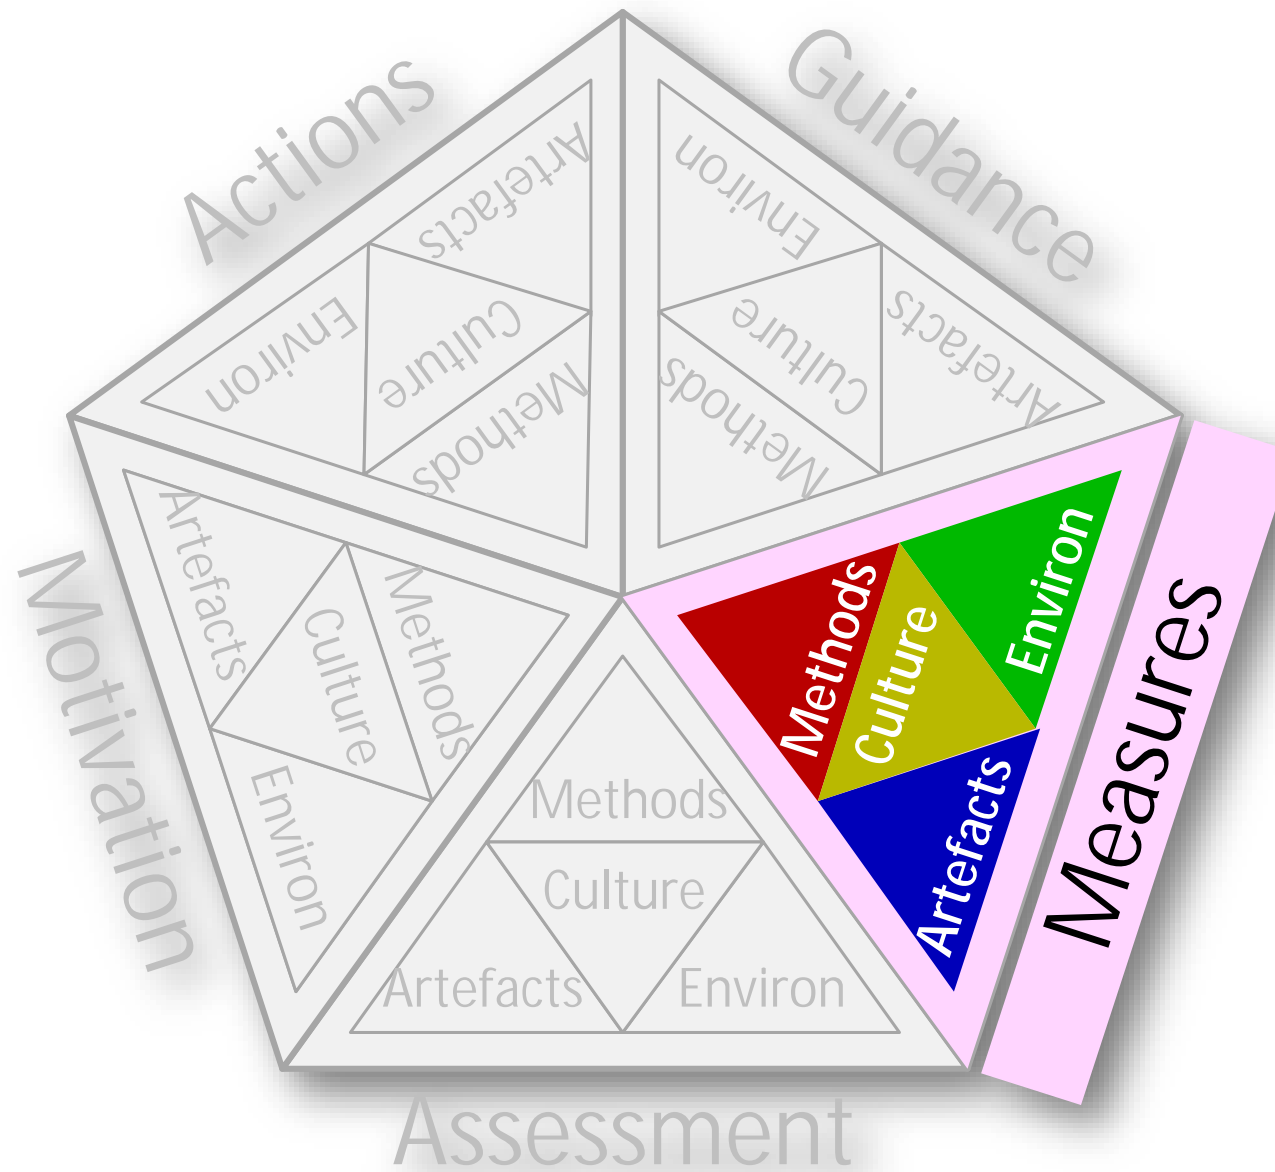 Actions
Artefacts
Environ
Culture
Methods
Guidance
Environ
Artefacts
Culture
Methods
Measures
Methods
Culture
Environ
Artefacts
Assessment
Methods
Culture
Artefacts
Environ
Motivation
Artefacts
Culture
Methods
Environ